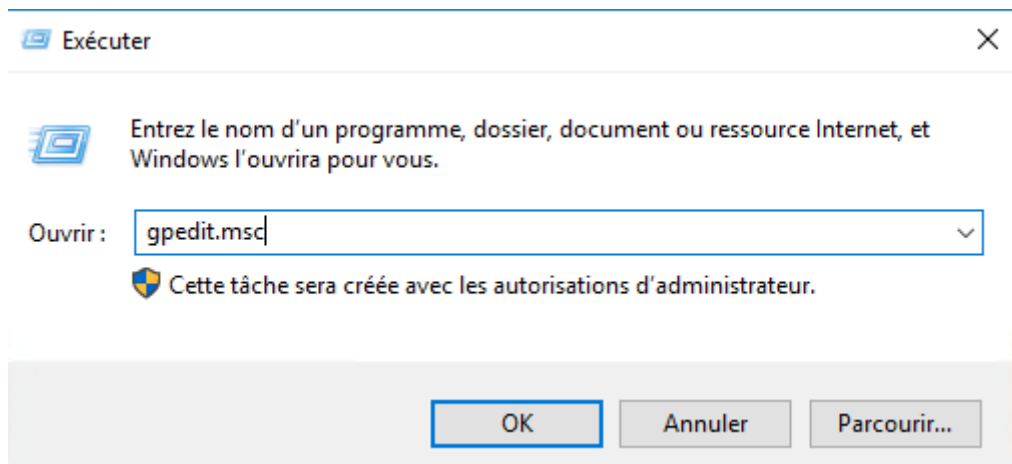 Exécuter
Entrez le nom d'un programme, dossier, document ou ressource Internet, et
Windows l'ouvrira pour vous.
Ouvrir : gpedit.msc
Cette tâche sera créée avec les autorisations d'administrateur.
OK Annuler Parcourir...